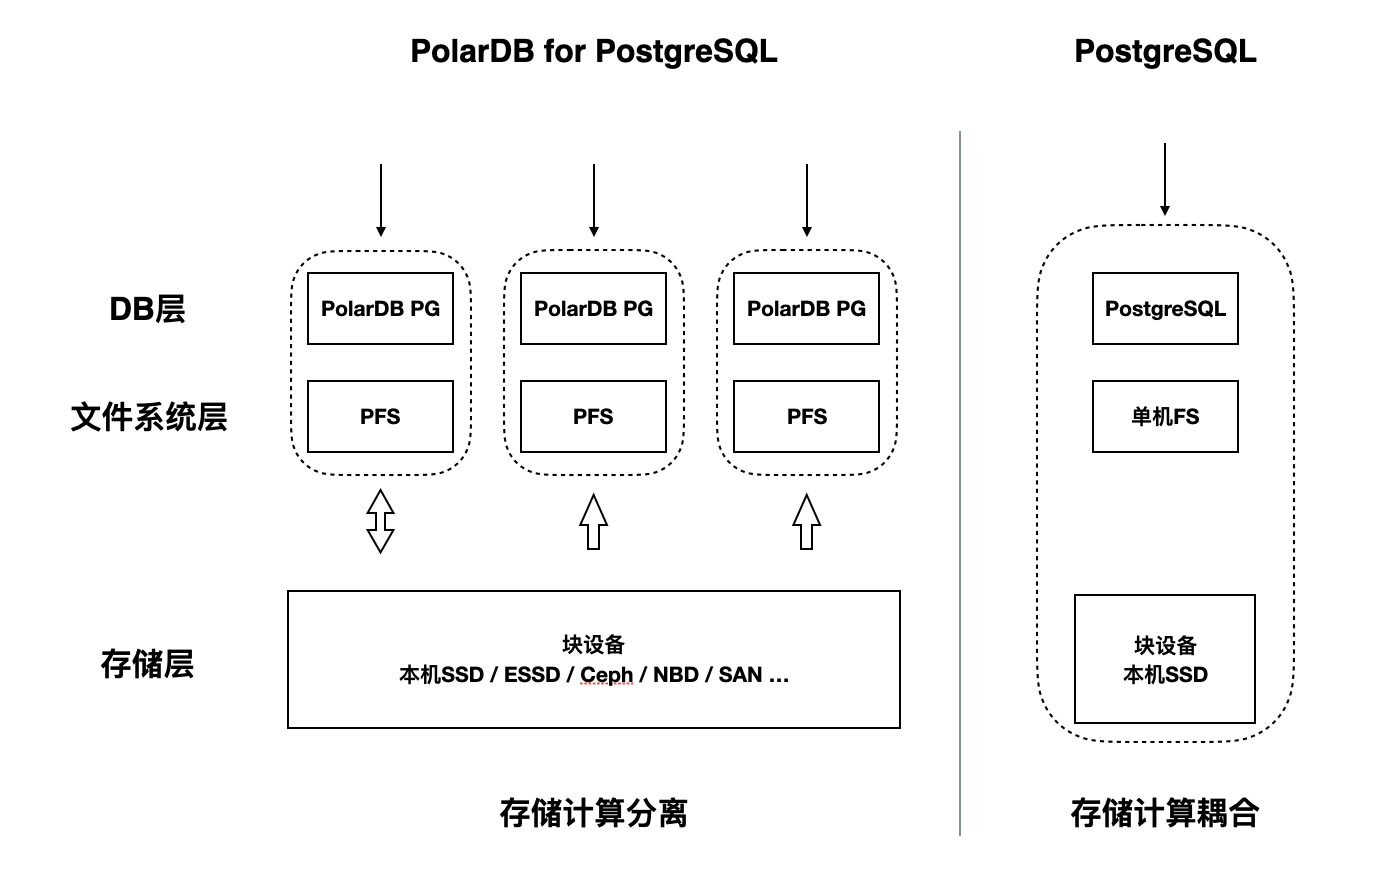 PolarDB for PostgreSQL
PostgreSQL
DB层
PolarDB PG
PolarDB PG
PolarDB PG
PostgreSQL
文件系统层
PFS
PFS
PFS
单机FS
存储层
块设备
本机SSD / ESSD / Ceph / NBD / SAN ...
块设备
本机SSD
存储计算分离
存储计算耦合